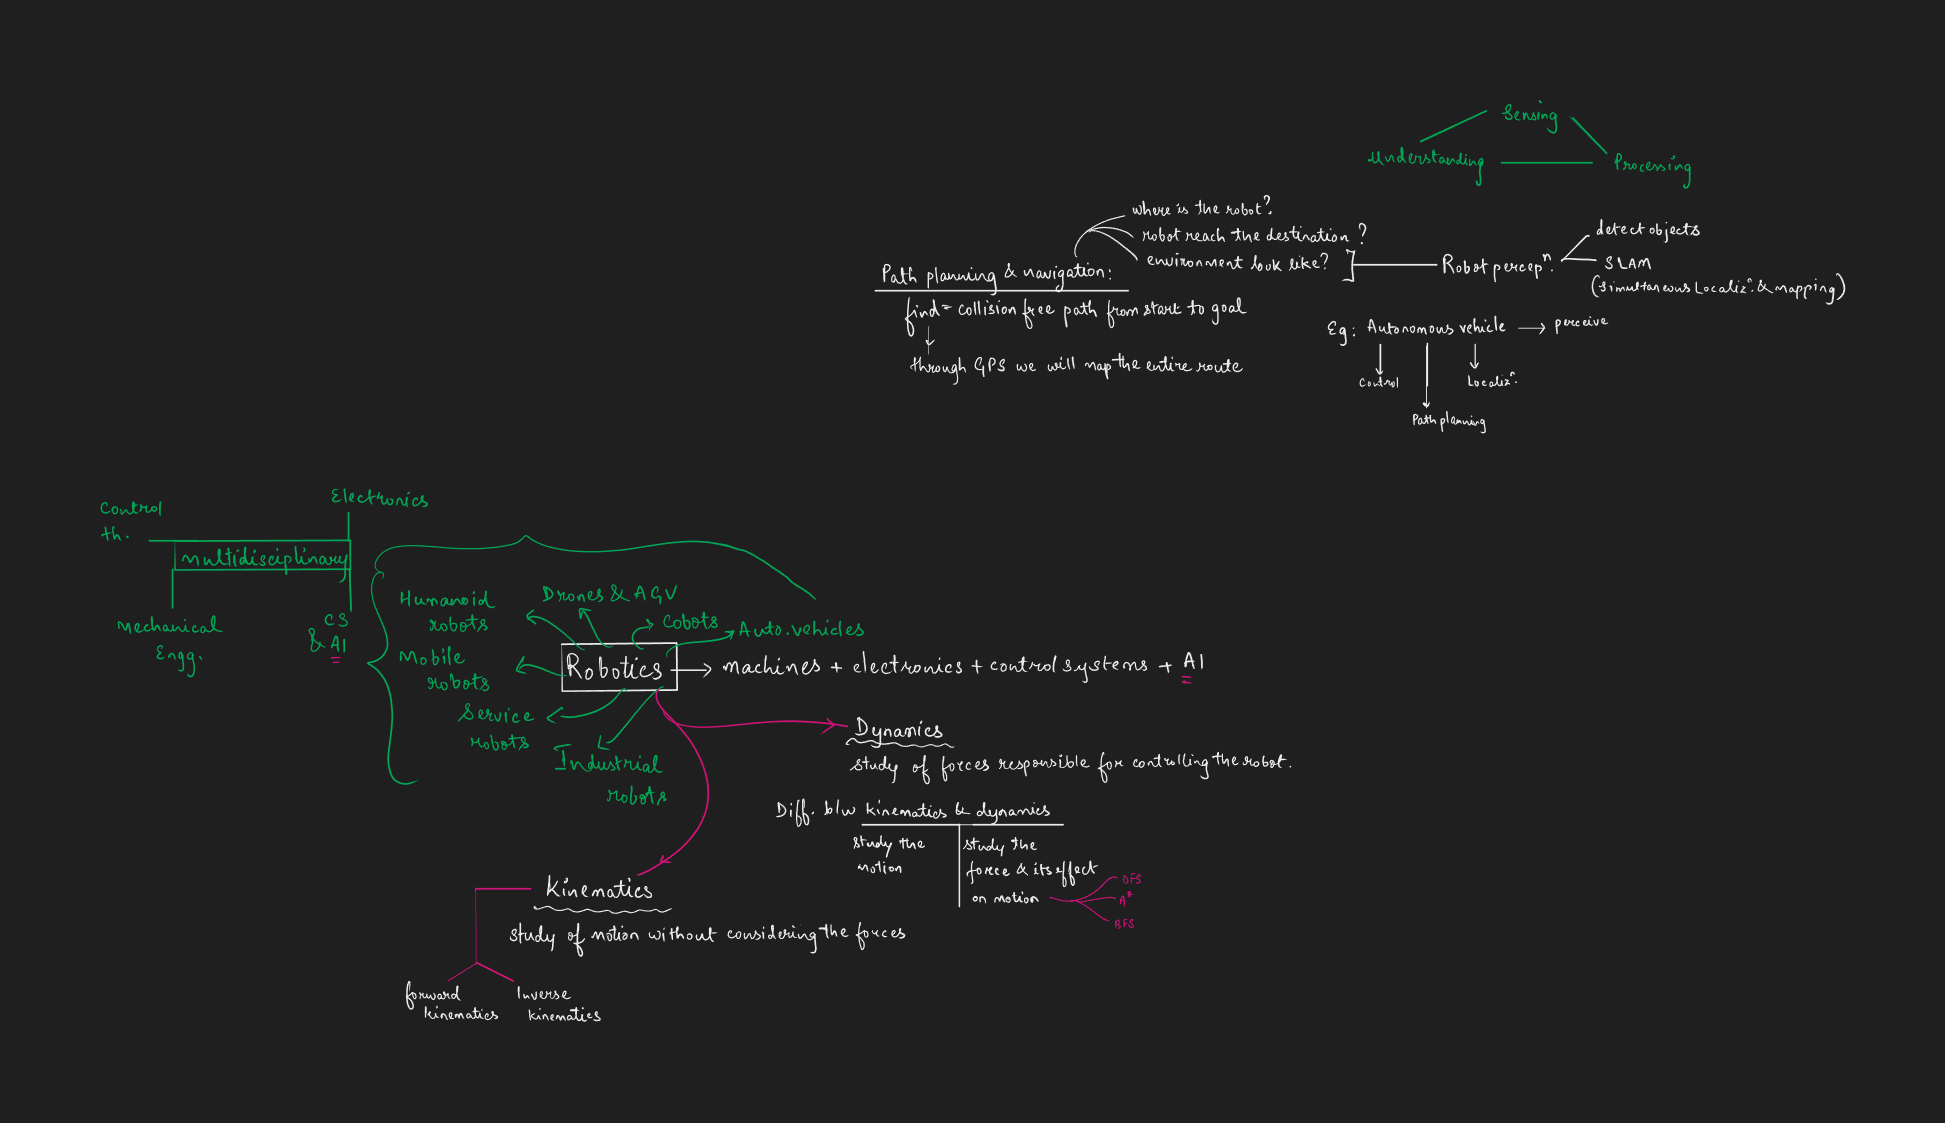 Sensing
Understanding
Processing
where is the robot?
robot reach the destination ?
environment look like?
Path planning & navigation:
find = collision free path from start to goal
through GPS we will map the entire route
Robot percepⁿ.
detect objects
SLAM
(Simultaneous Localizⁿ. & mapping)
Eg: Autonomous vehicle → perceive
Control
Localizⁿ.
Path planning
Control
th.
Electronics
Multidisciplinary
Mechanical
Engg.
CS
& AI
Humanoid
robots
Drones & AGV
Cobots
Auto. vehicles
Mobile
robots
Service
robots
Industrial
robots
Robotics → machines + electronics + control systems + AI
Dynamics
study of forces responsible for controlling the robot.
Diff. b/w kinematics & dynamics
study the
motion
study the
force & its effect
on motion
DFS
A*
BFS
Kinematics
study of motion without considering the forces
forward
kinematics
Inverse
kinematics